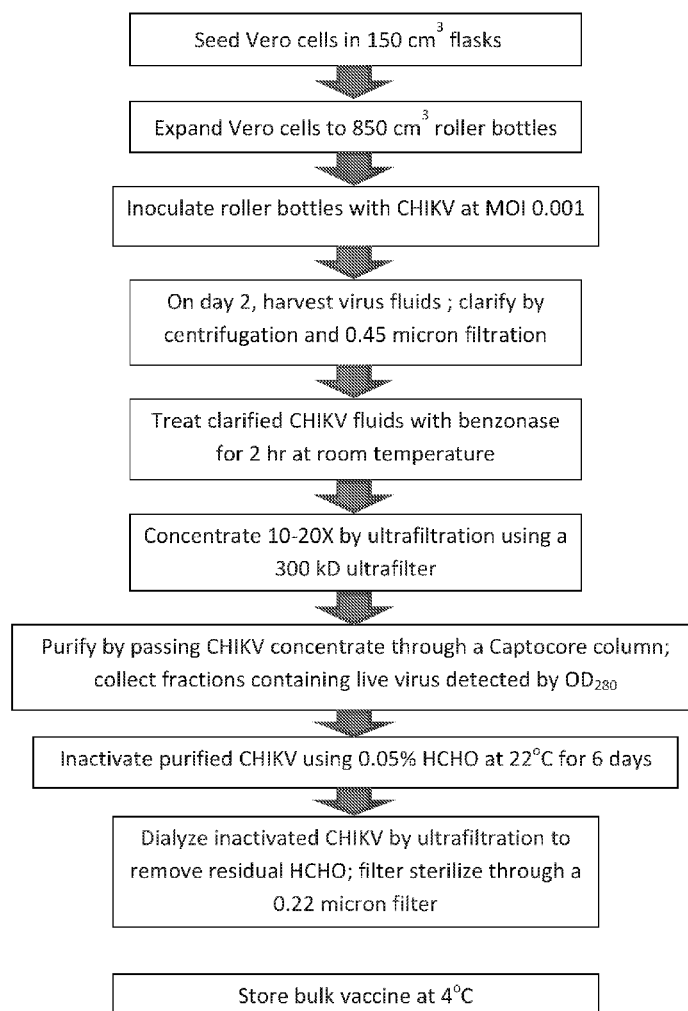 Seed Vero cells in 150 cm³ flasks
Expand Vero cells to 850 cm³ roller bottles
Inoculate roller bottles with CHIKV at MOI 0.001
On day 2, harvest virus fluids ; clarify by
centrifugation and 0.45 micron filtration
Treat clarified CHIKV fluids with benzonase
for 2 hr at room temperature
Concentrate 10-20X by ultrafiltration using a
300 kD ultrafilter
Purify by passing CHIKV concentrate through a Captocore column;
collect fractions containing live virus detected by OD₂₈₀
Inactivate purified CHIKV using 0.05% HCHO at 22°C for 6 days
Dialyze inactivated CHIKV by ultrafiltration to
remove residual HCHO; filter sterilize through a
0.22 micron filter
Store bulk vaccine at 4°C